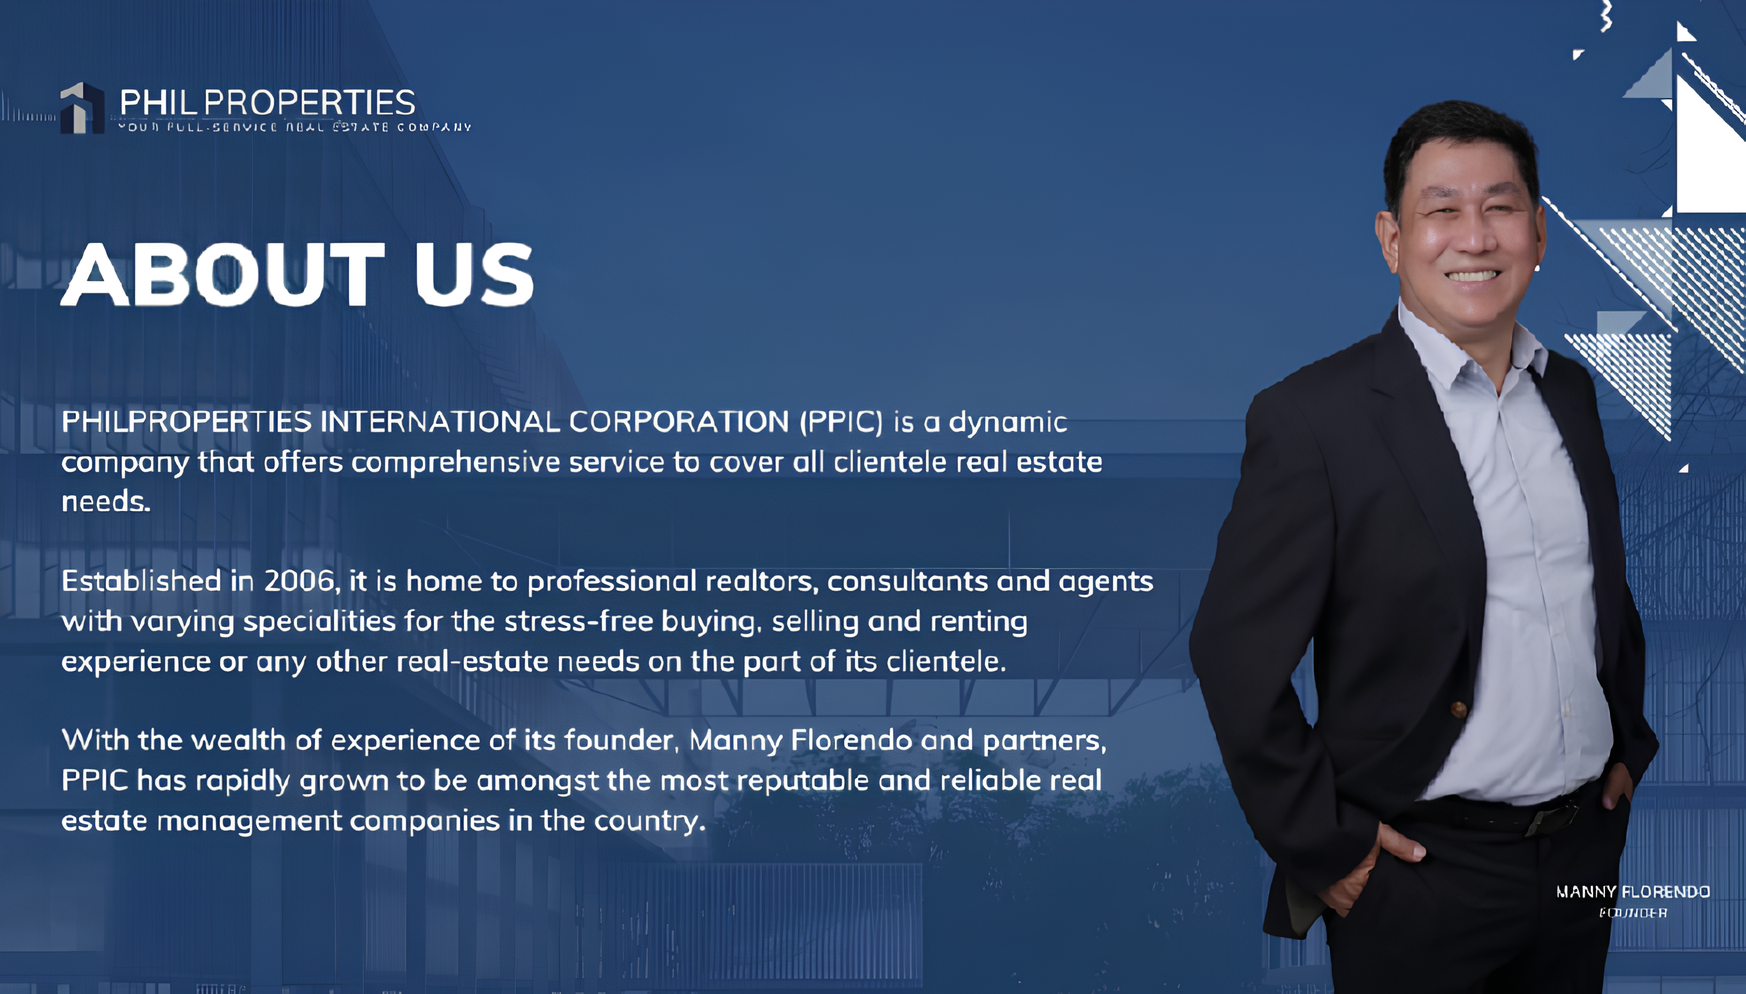 PHILPROPERTIES
YOUR FULL-SERVICE REAL ESTATE COMPANY
ABOUT US
PHILPROPERTIES INTERNATIONAL CORPORATION (PPIC) is a dynamic
company that offers comprehensive service to cover all clientele real estate
needs.
Established in 2006, it is home to professional realtors, consultants and agents
with varying specialities for the stress-free buying, selling and renting
experience or any other real-estate needs on the part of its clientele.
With the wealth of experience of its founder, Manny Florendo and partners,
PPIC has rapidly grown to be amongst the most reputable and reliable real
estate management companies in the country.
MANNY FLORENDO
FOUNDER